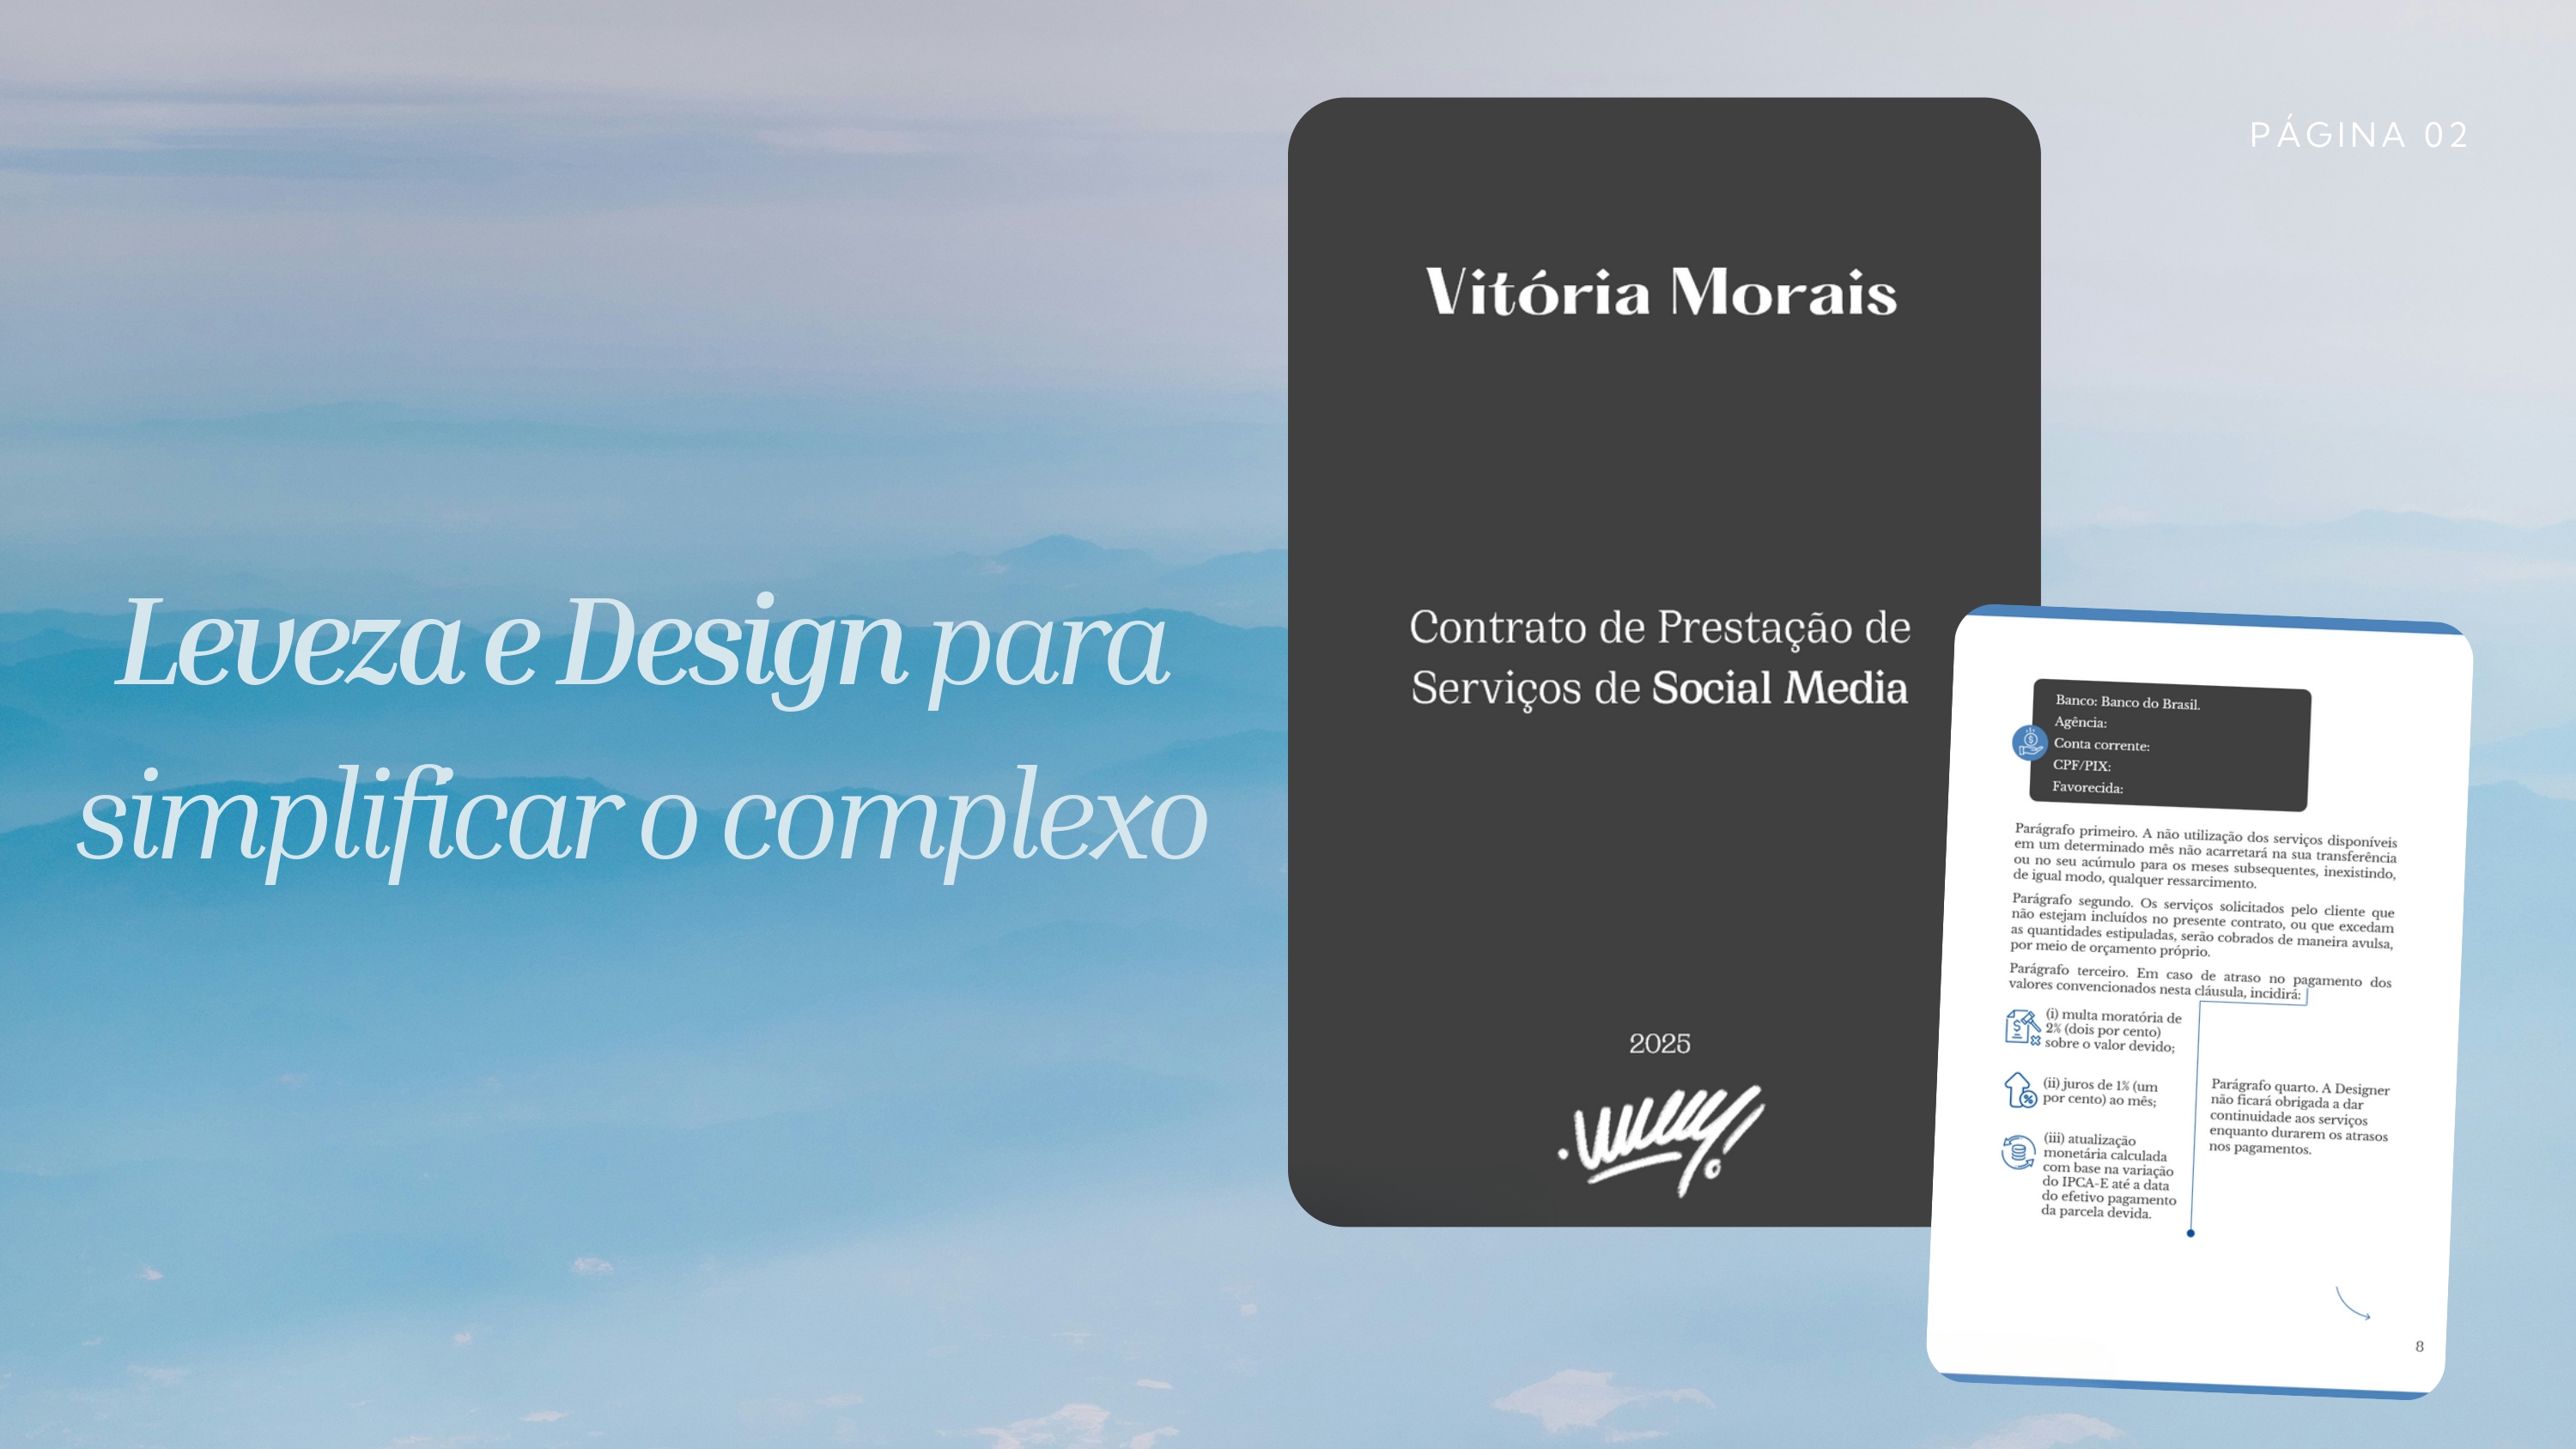 PÁGINA 02
Leveza e Design para
simplificar o complexo
Vitória Morais
Contrato de Prestação de
Serviços de Social Media
2025
Banco: Banco do Brasil.
Agência:
Conta corrente:
CPF/PIX:
Favorecida:
Parágrafo primeiro. A não utilização dos serviços disponíveis
em um determinado mês não acarretará na sua transferência
ou no seu acúmulo para os meses subsequentes, inexistindo,
de igual modo, qualquer ressarcimento.
Parágrafo segundo. Os serviços solicitados pelo cliente que
não estejam incluídos no presente contrato, ou que excedam
as quantidades estipuladas, serão cobrados de maneira avulsa,
por meio de orçamento próprio.
Parágrafo terceiro. Em caso de atraso no pagamento dos
valores convencionados nesta cláusula, incidirá:
(i) multa moratória de
2% (dois por cento)
sobre o valor devido;
(ii) juros de 1% (um
por cento) ao mês;
(iii) atualização
monetária calculada
com base na variação
do IPCA-E até a data
do efetivo pagamento
da parcela devida.
Parágrafo quarto. A Designer
não ficará obrigada a dar
continuidade aos serviços
enquanto durarem os atrasos
nos pagamentos.
8